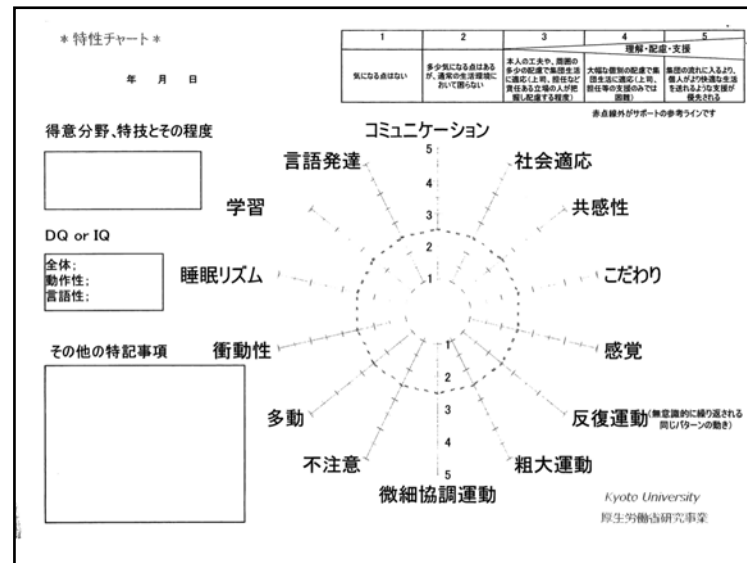 ＊特性チャート＊
年　月　日
1 2 3 4 5
理解・配慮・支援
気になる点はない
多少気になる点はある
が、通常の生活環境に
おいて困らない
本人の工夫や、周囲の
多少の配慮で集団生活
に適応(上司、担任など
責任ある立場の人が把
握し配慮する程度)
大幅な個別の配慮で集
団生活に適応(上司、
担任等の支援のみでは
困難)
集団の流れに入るより、
個人がより快適な生活
を送れるような支援が
優先される
赤点線外がサポートの参考ラインです
得意分野、特技とその程度
DQ or IQ
全体;
動作性;
言語性;
その他の特記事項
コミュニケーション
社会適応
共感性
こだわり
感覚
反復運動(無意識的に繰り返される
同じパターンの動き)
粗大運動
微細協調運動
不注意
多動
衝動性
睡眠リズム
学習
言語発達
5
4
3
2
1
1
2
3
4
5
Kyoto University
厚生労働省研究事業